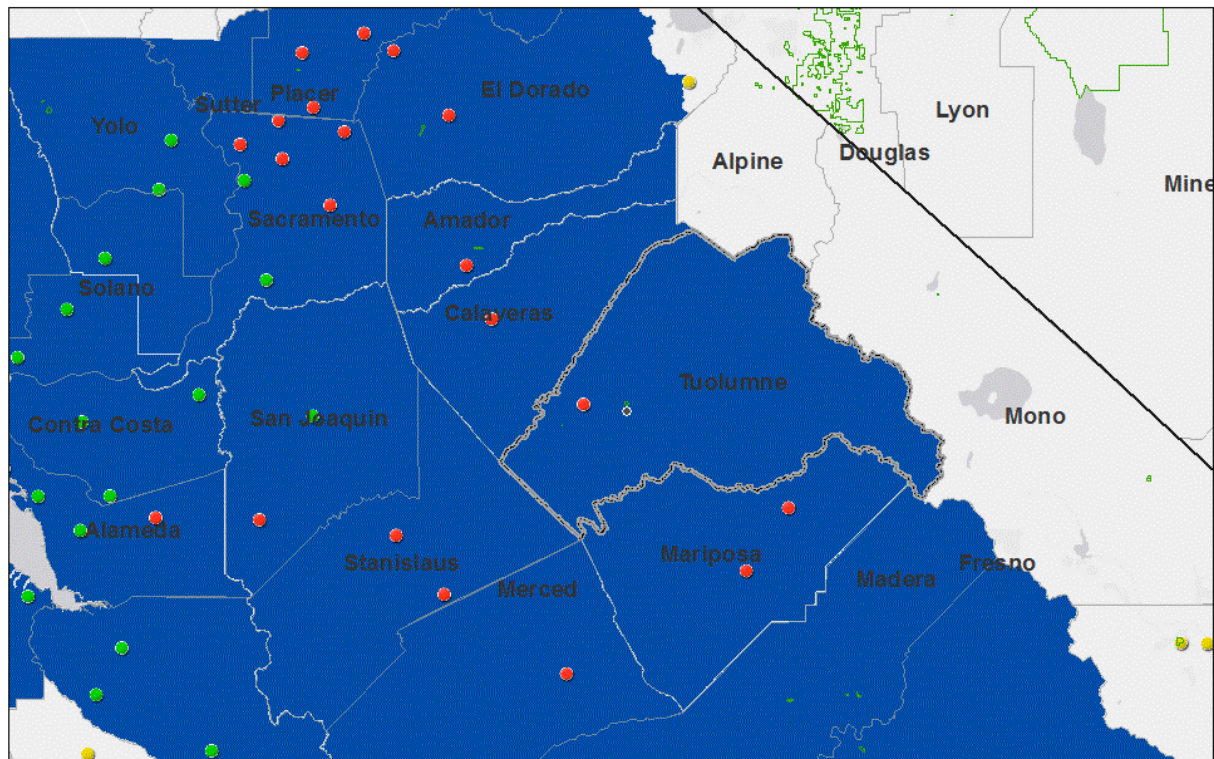 El Dorado
Placer
Sutter
Lyon
Yolo
Douglas
Alpine
Mine
Sacramento
Amador
Solano
Calaveras
Tuolumne
Mono
San Joaquin
Contra Costa
Alameda
Mariposa
Stanislaus
Fresno
Madera
Merced